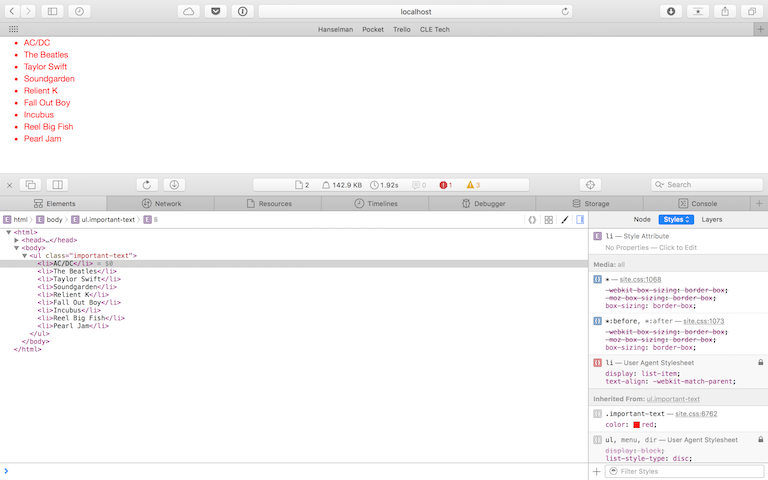 localhost
Hanselman Pocket Trello CLE Tech
• AC/DC
• The Beatles
• Taylor Swift
• Soundgarden
• Relient K
• Fall Out Boy
• Incubus
• Reel Big Fish
• Pearl Jam
2 142.9 KB 1.92s 0 1 3
Search
Elements Network Resources Timelines Debugger Storage Console
E html E body E ul.important-text E li
Node Styles Layers
<html>
<head>…</head>
<body>
<ul class="important-text">
<li>AC/DC</li> = $0
<li>The Beatles</li>
<li>Taylor Swift</li>
<li>Soundgarden</li>
<li>Relient K</li>
<li>Fall Out Boy</li>
<li>Incubus</li>
<li>Reel Big Fish</li>
<li>Pearl Jam</li>
</ul>
</body>
</html>
E li — Style Attribute
No Properties — Click to Edit
Media: all
* — site.css:1068
-webkit-box-sizing: border-box;
-moz-box-sizing: border-box;
box-sizing: border-box;
*:before, *:after — site.css:1073
-webkit-box-sizing: border-box;
-moz-box-sizing: border-box;
box-sizing: border-box;
li — User Agent Stylesheet
display: list-item;
text-align: -webkit-match-parent;
Inherited From: ul.important-text
.important-text — site.css:6762
color: red;
ul, menu, dir — User Agent Stylesheet
display: block;
list-style-type: disc;
Filter Styles